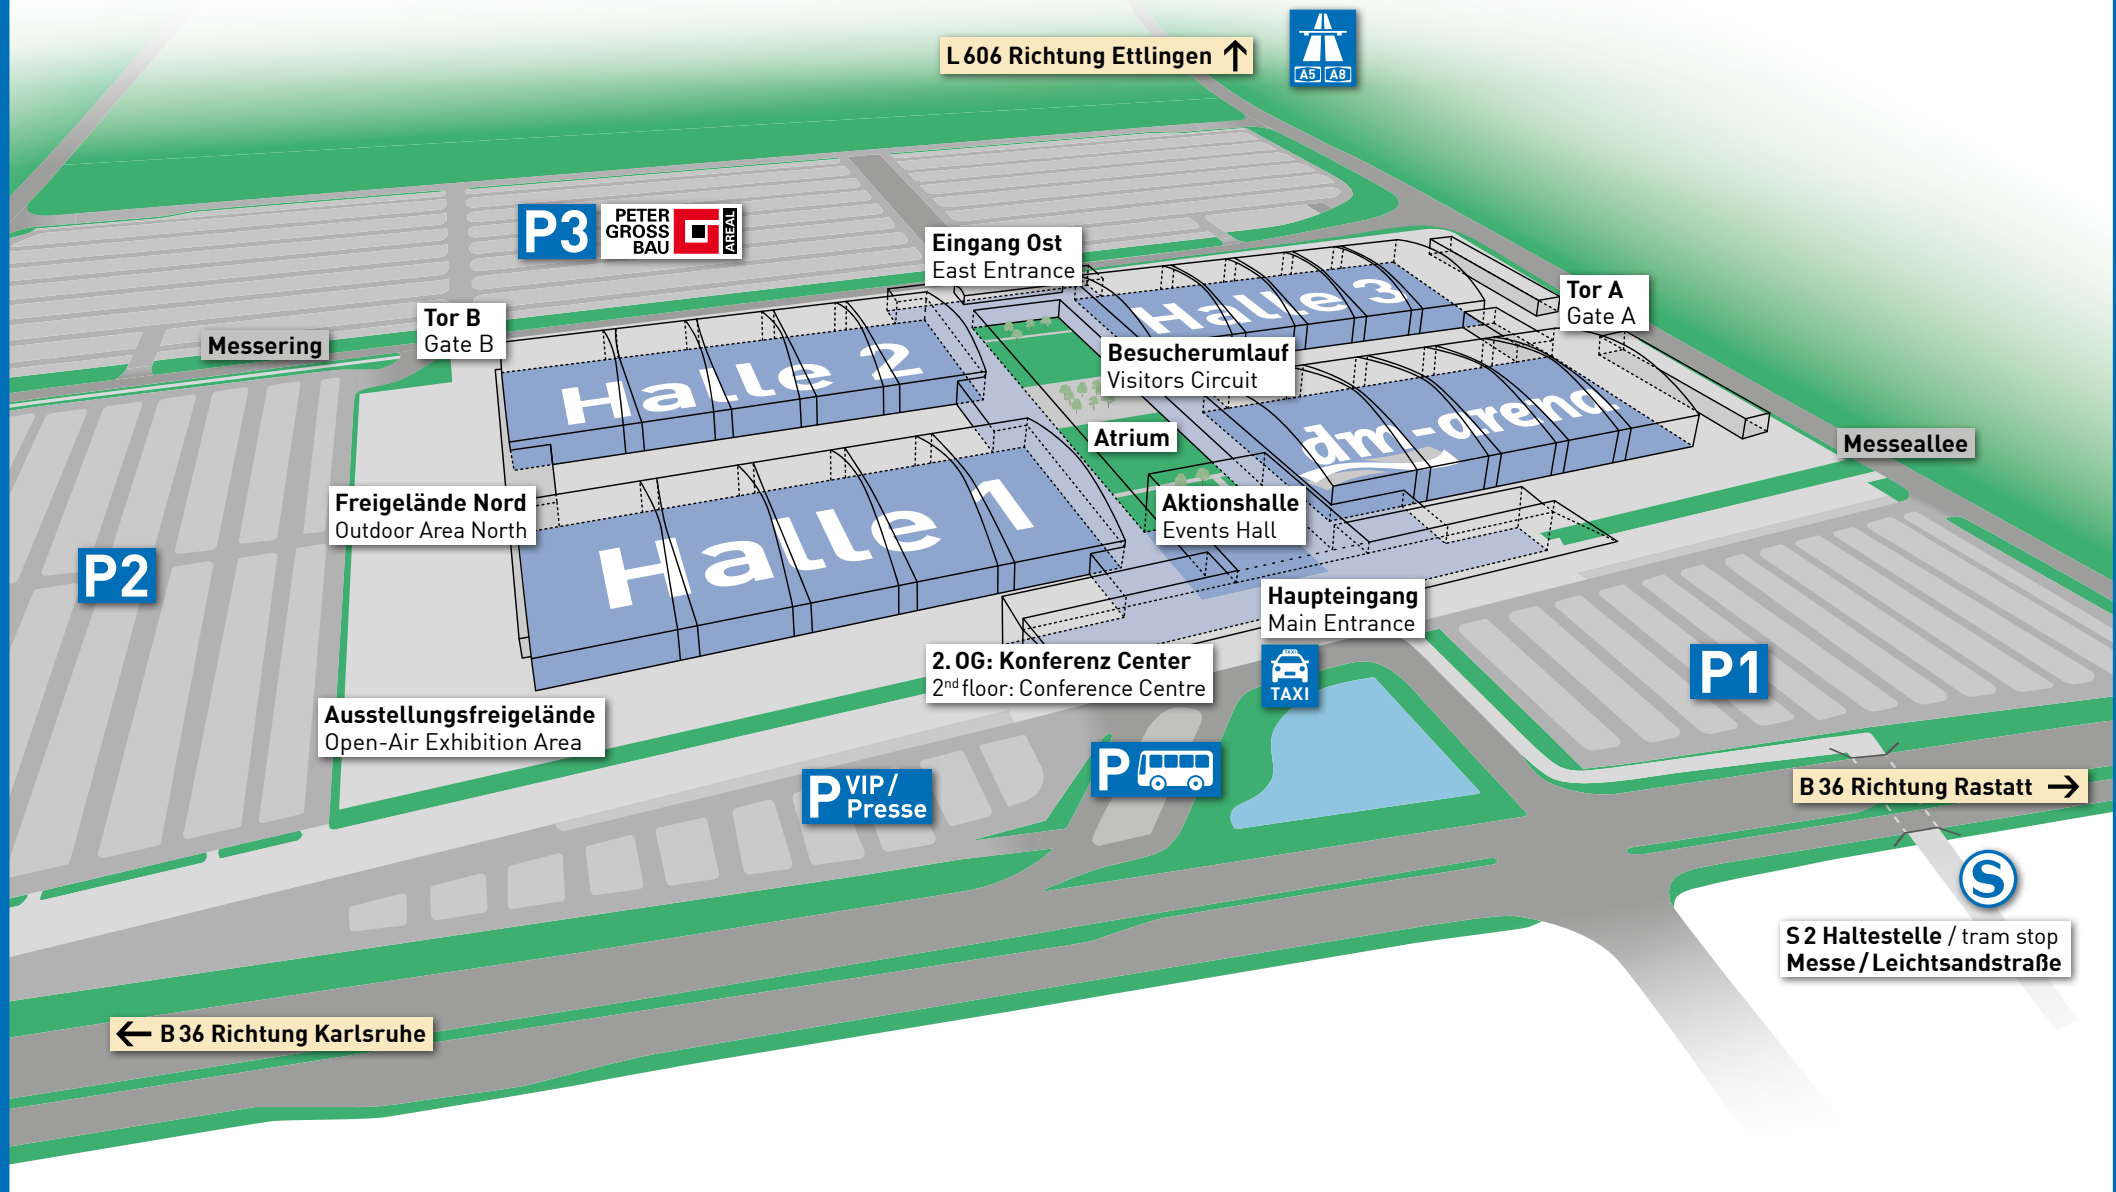 L 606 Richtung Ettlingen ↑
A5 A8
P3
PETER
GROSS
BAU
AREAL
Eingang Ost
East Entrance
Halle 3
Tor A
Gate A
Tor B
Gate B
Messering
Halle 2
Besucherumlauf
Visitors Circuit
dm-arena
Atrium
Messeallee
Freigelände Nord
Outdoor Area North
Halle 1
Aktionshalle
Events Hall
P2
Haupteingang
Main Entrance
2. OG: Konferenz Center
2nd floor: Conference Centre
TAXI
TAXI
P1
Ausstellungsfreigelände
Open-Air Exhibition Area
P
P VIP/
Presse
B 36 Richtung Rastatt →
S
S 2 Haltestelle / tram stop
Messe / Leichtsandstraße
← B 36 Richtung Karlsruhe